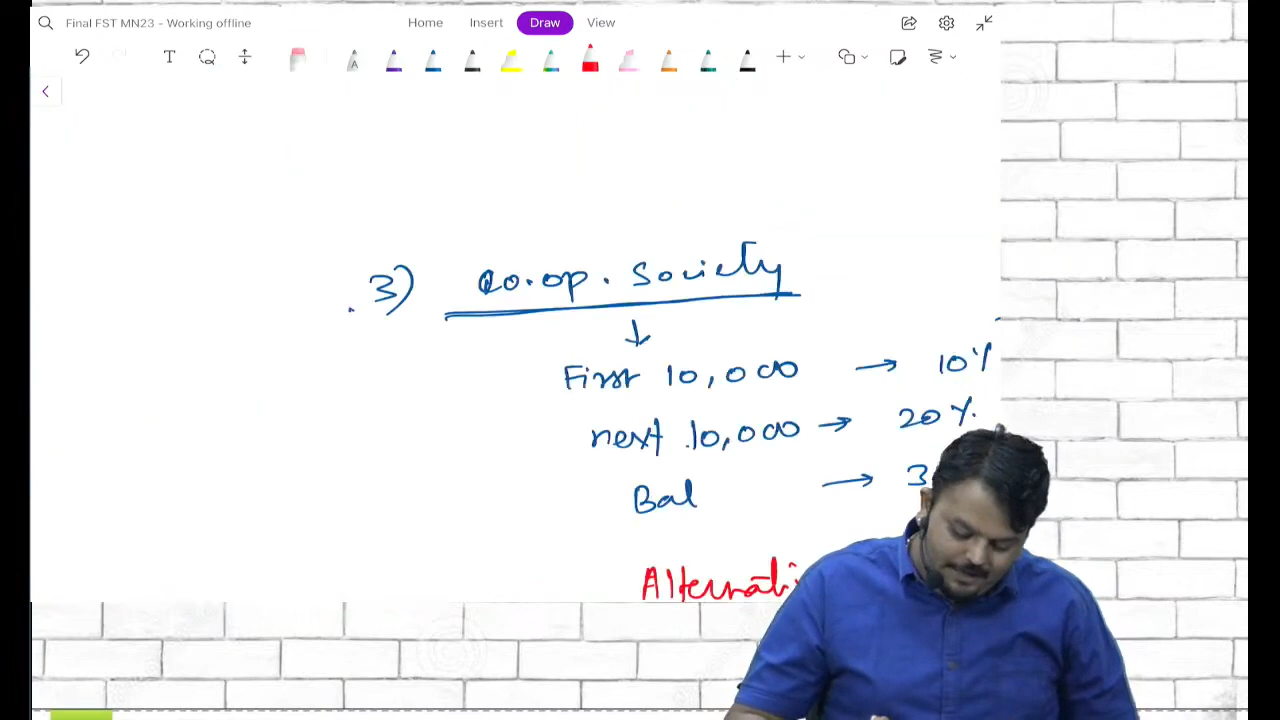 Final FST MN23 - Working offline
Home Insert Draw View
T A
3) Co.op. Society
First 10,000 → 10%
next 10,000 → 20%
Bal → 3
Alternati